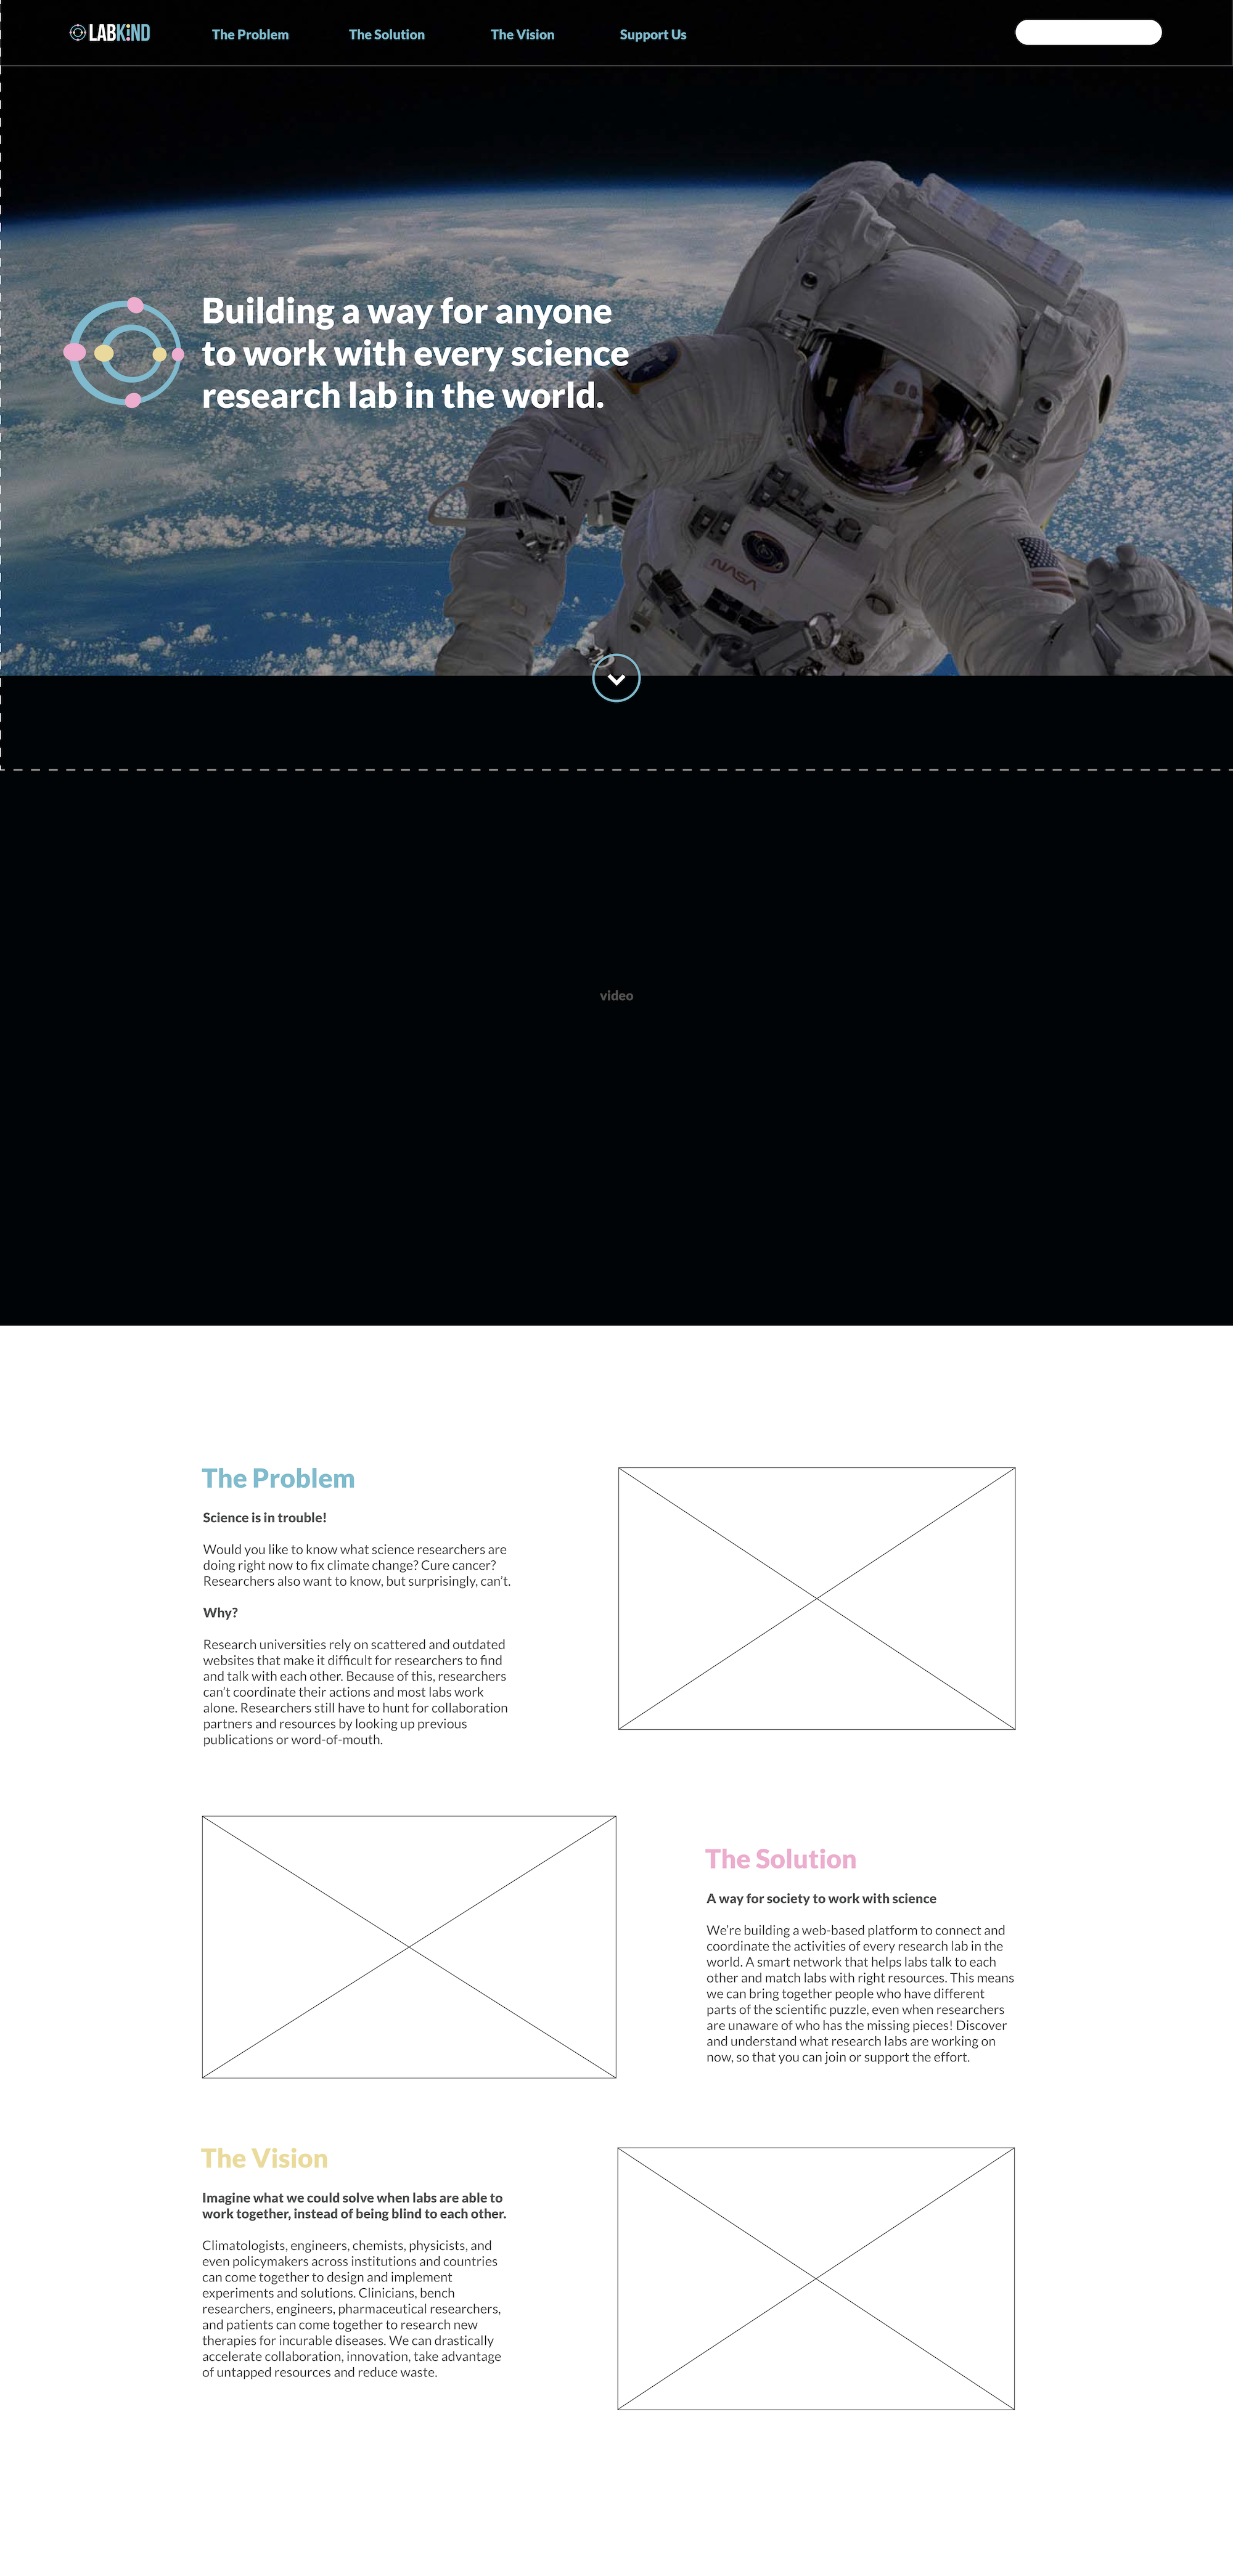 LABKiND
The Problem
The Solution
The Vision
Support Us
Building a way for anyone
to work with every science
research lab in the world.
NASA
video
The Problem
Science is in trouble!
Would you like to know what science researchers are
doing right now to fix climate change? Cure cancer?
Researchers also want to know, but surprisingly, can't.
Why?
Research universities rely on scattered and outdated
websites that make it difficult for researchers to find
and talk with each other. Because of this, researchers
can't coordinate their actions and most labs work
alone. Researchers still have to hunt for collaboration
partners and resources by looking up previous
publications or word-of-mouth.
The Solution
A way for society to work with science
We're building a web-based platform to connect and
coordinate the activities of every research lab in the
world. A smart network that helps labs talk to each
other and match labs with right resources. This means
we can bring together people who have different
parts of the scientific puzzle, even when researchers
are unaware of who has the missing pieces! Discover
and understand what research labs are working on
now, so that you can join or support the effort.
The Vision
Imagine what we could solve when labs are able to
work together, instead of being blind to each other.
Climatologists, engineers, chemists, physicists, and
even policymakers across institutions and countries
can come together to design and implement
experiments and solutions. Clinicians, bench
researchers, engineers, pharmaceutical researchers,
and patients can come together to research new
therapies for incurable diseases. We can drastically
accelerate collaboration, innovation, take advantage
of untapped resources and reduce waste.